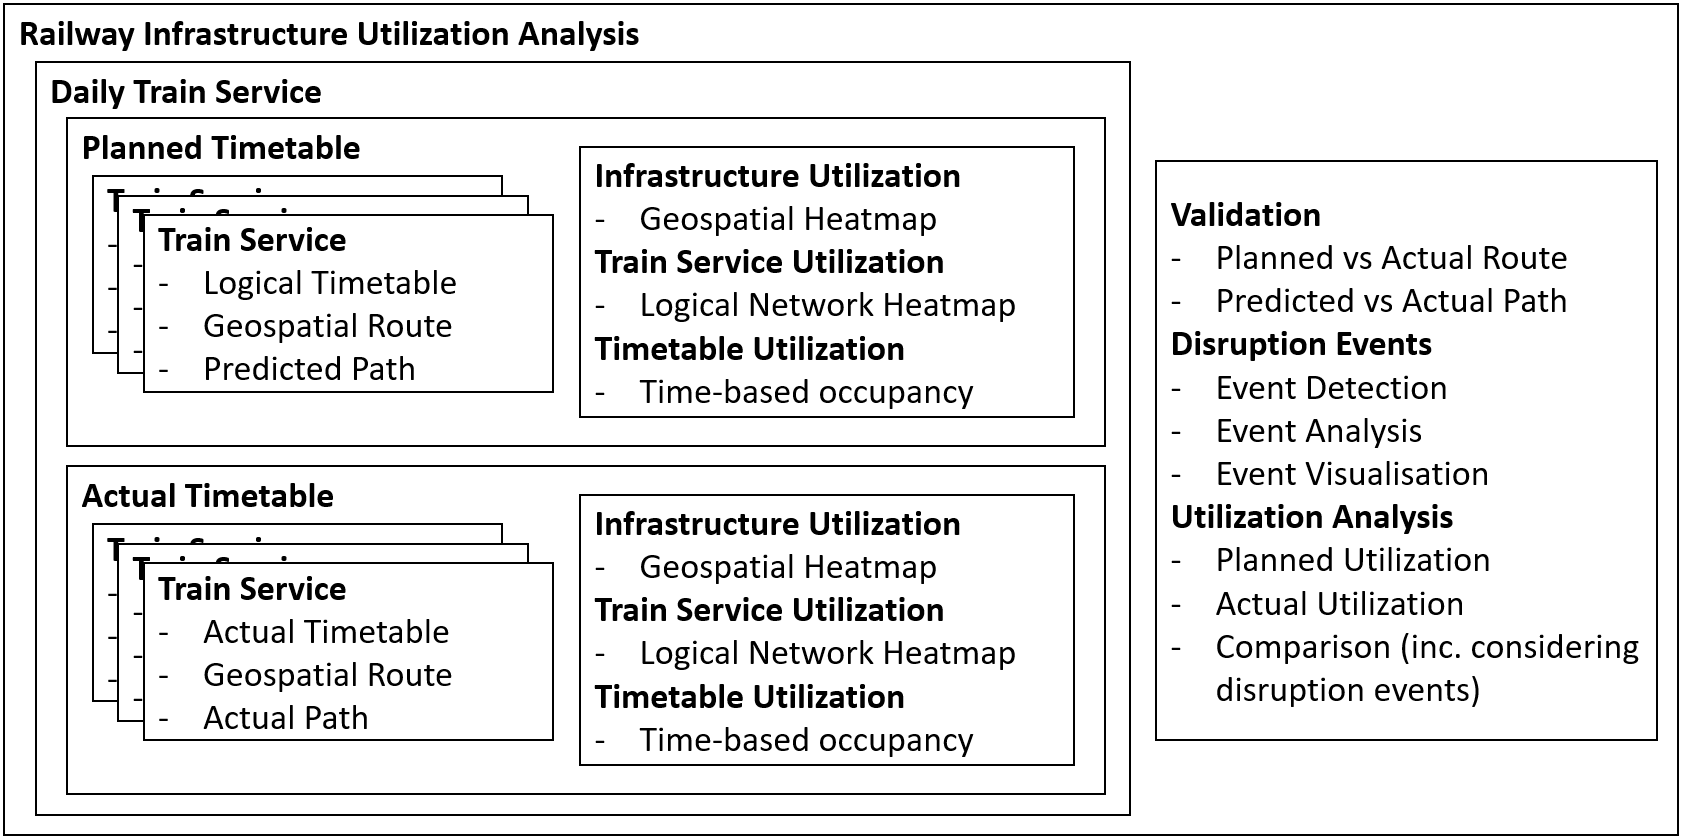 Railway Infrastructure Utilization Analysis
Daily Train Service
Planned Timetable
Train Service
- Logical Timetable
- Geospatial Route
- Predicted Path
Infrastructure Utilization
- Geospatial Heatmap
Train Service Utilization
- Logical Network Heatmap
Timetable Utilization
- Time-based occupancy
Actual Timetable
Train Service
- Actual Timetable
- Geospatial Route
- Actual Path
Infrastructure Utilization
- Geospatial Heatmap
Train Service Utilization
- Logical Network Heatmap
Timetable Utilization
- Time-based occupancy
Validation
- Planned vs Actual Route
- Predicted vs Actual Path
Disruption Events
- Event Detection
- Event Analysis
- Event Visualisation
Utilization Analysis
- Planned Utilization
- Actual Utilization
- Comparison (inc. considering
disruption events)